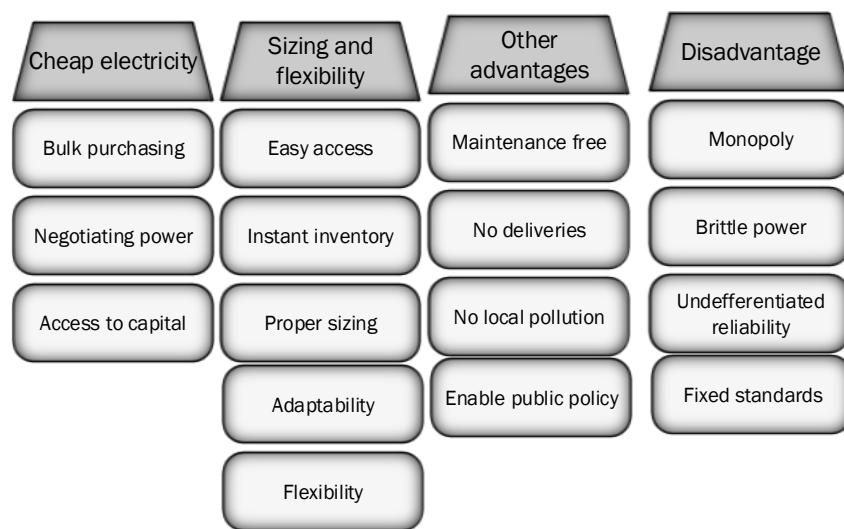 Cheap electricity
Bulk purchasing
Negotiating power
Access to capital
Sizing and
flexibility
Easy access
Instant inventory
Proper sizing
Adaptability
Flexibility
Other
advantages
Maintenance free
No deliveries
No local pollution
Enable public policy
Disadvantage
Monopoly
Brittle power
Undefferentiated
reliability
Fixed standards